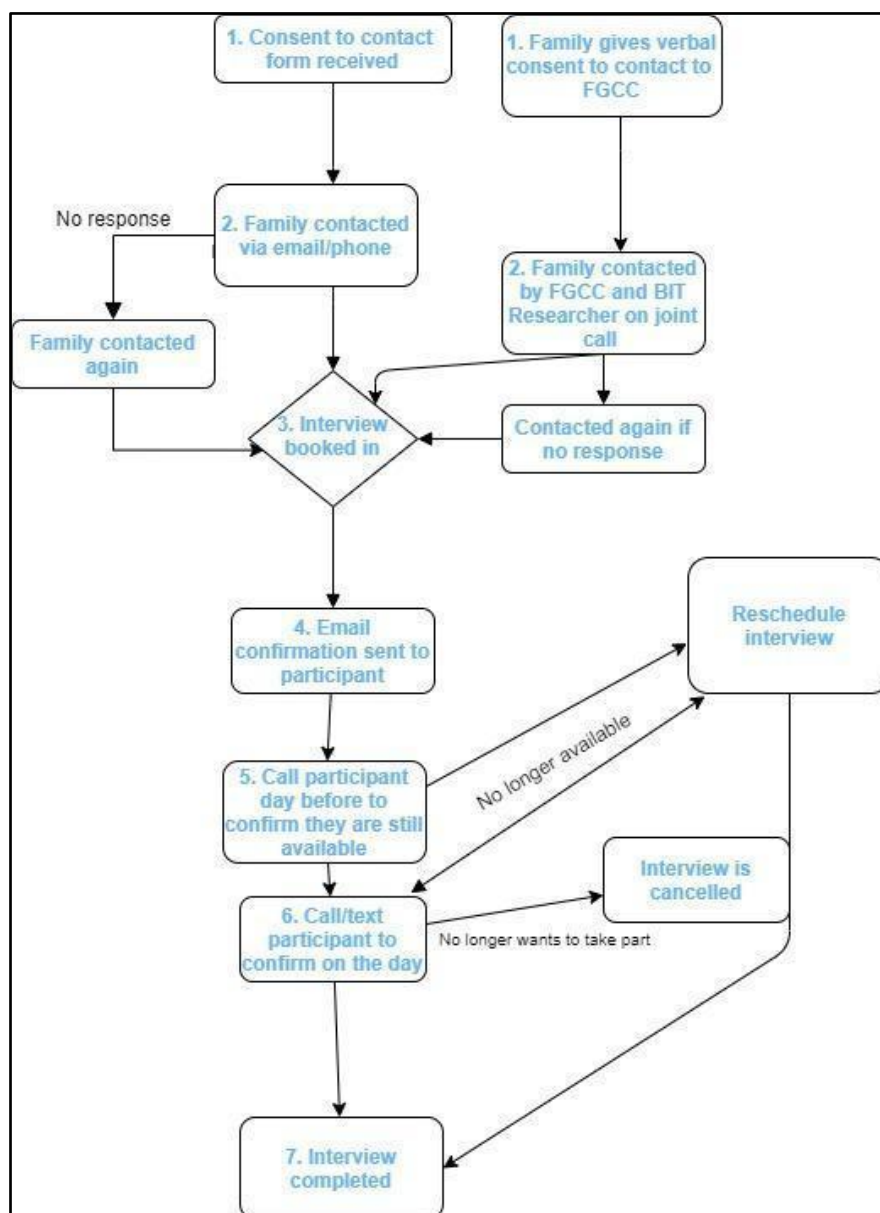 1. Consent to contact
form received
1. Family gives verbal
consent to contact to
FGCC
No response
2. Family contacted
via email/phone
2. Family contacted
by FGCC and BIT
Researcher on joint
call
Family contacted
again
3. Interview
booked in
Contacted again if
no response
4. Email
confirmation sent to
participant
Reschedule
interview
No longer available
5. Call participant
day before to
confirm they are still
available
Interview is
cancelled
6. Call/text
participant to
confirm on the day
No longer wants to take part
7. Interview
completed